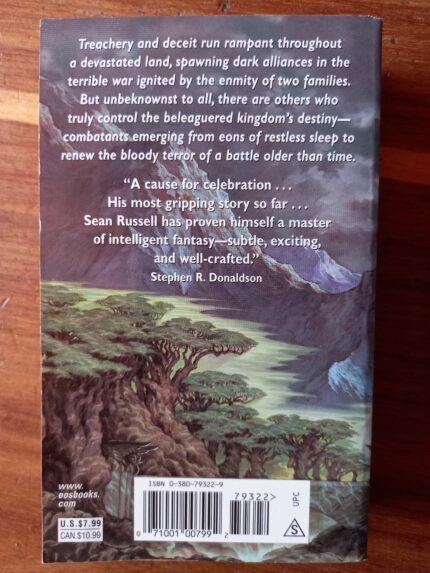 Treachery and deceit run rampant throughout
a devastated land, spawning dark alliances in the
terrible war ignited by the enmity of two families.
But unbeknownst to all, there are others who
truly control the beleaguered kingdom's destiny—
combatants emerging from eons of restless sleep to
renew the bloody terror of a battle older than time.
"A cause for celebration . . .
His most gripping story so far . . .
Sean Russell has proven himself a master
of intelligent fantasy—subtle, exciting,
and well-crafted."
Stephen R. Donaldson
www.
eosbooks.
com
U.S. $7.99
CAN. $10.99
ISBN 0-380-79322-9
79322>
0 71001 00799 2
UPC
S